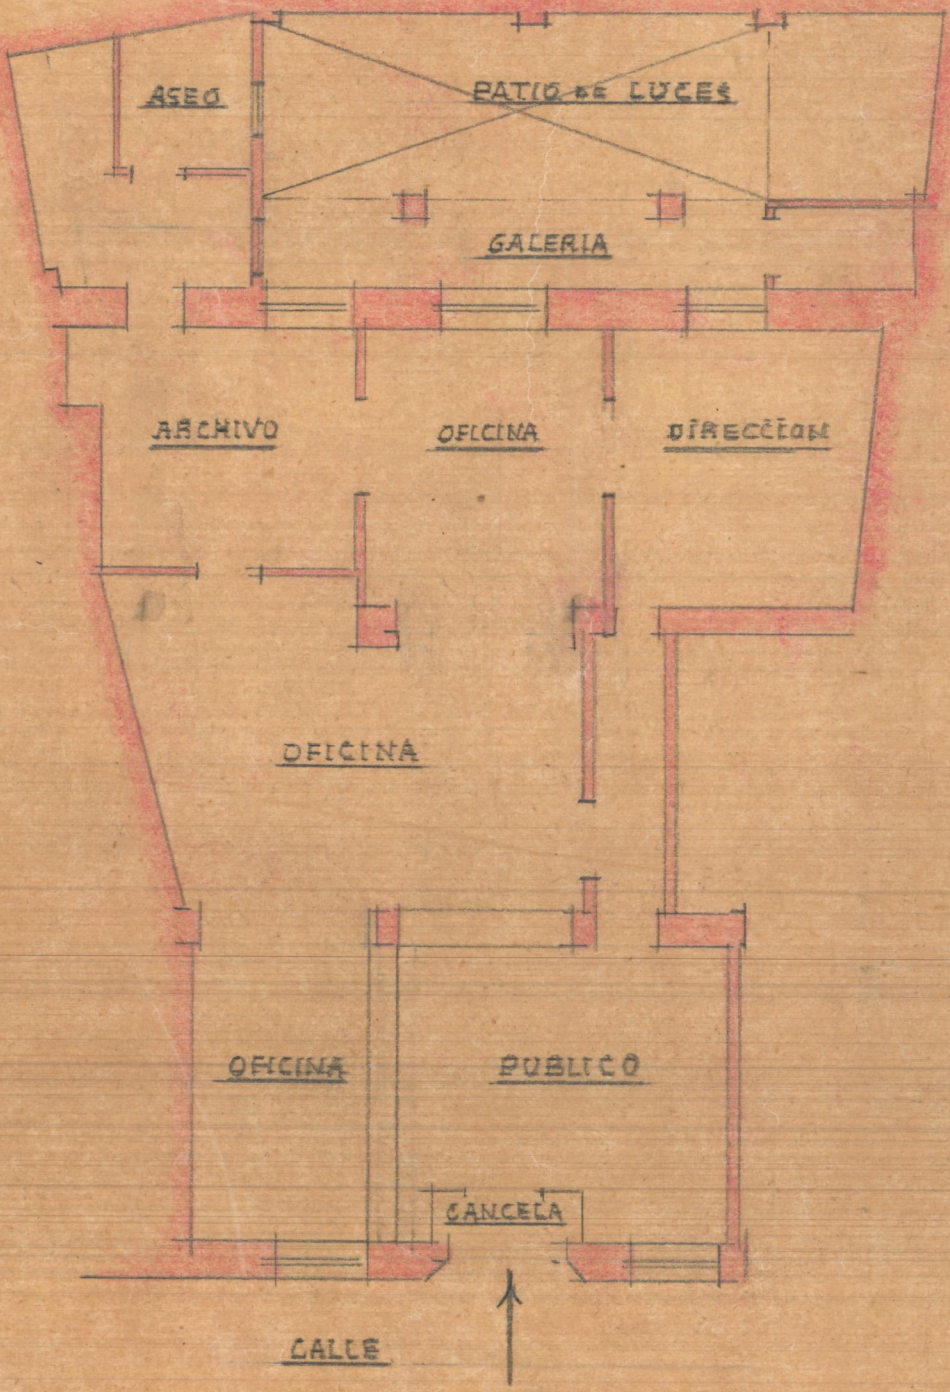 ASEO
PATIO DE LUCES
GALERIA
ARCHIVO
OFICINA
DIRECCION
OFICINA
OFICINA
PUBLICO
CANCELA
CALLE